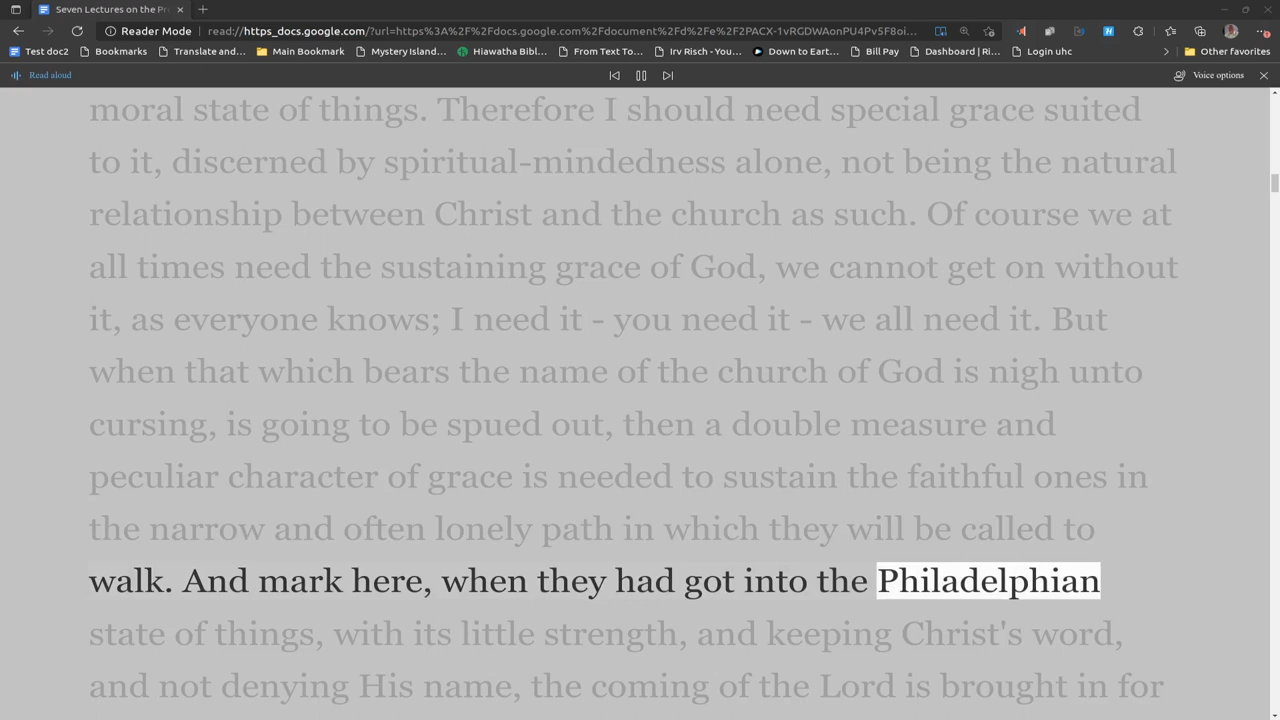 Seven Lectures on the Pr
Reader Mode
read://https_docs.google.com/?url=https%3A%2F%2Fdocs.google.com%2Fdocument%2Fd%2Fe%2F2PACX-1vRGDWAonPU4Pv5F8oi...
Test doc2
Bookmarks
Translate and...
Main Bookmark
Mystery Island...
Hiawatha Bibl...
From Text To...
Irv Risch - You...
Down to Eart...
Bill Pay
Dashboard | Ri...
Login uhc
Other favorites
Read aloud
Voice options
moral state of things. Therefore I should need special grace suited
to it, discerned by spiritual-mindedness alone, not being the natural
relationship between Christ and the church as such. Of course we at
all times need the sustaining grace of God, we cannot get on without
it, as everyone knows; I need it - you need it - we all need it. But
when that which bears the name of the church of God is nigh unto
cursing, is going to be spued out, then a double measure and
peculiar character of grace is needed to sustain the faithful ones in
the narrow and often lonely path in which they will be called to
walk. And mark here, when they had got into the Philadelphian
state of things, with its little strength, and keeping Christ's word,
and not denying His name, the coming of the Lord is brought in for